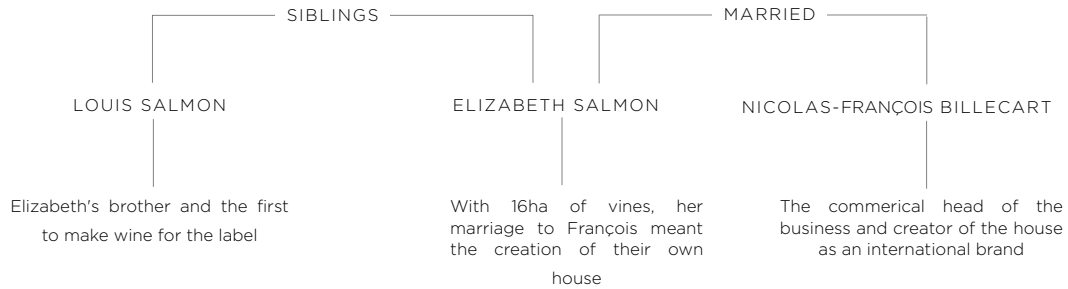 SIBLINGS
MARRIED
LOUIS SALMON
ELIZABETH SALMON
NICOLAS-FRANÇOIS BILLECART
Elizabeth's brother and the first
to make wine for the label
With 16ha of vines, her
marriage to François meant
the creation of their own
house
The commerical head of the
business and creator of the house
as an international brand